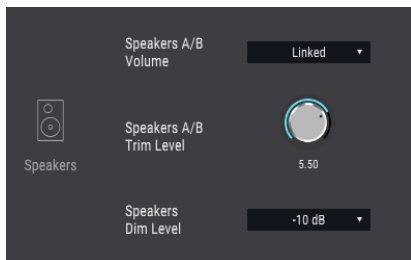 Speakers A/B
Volume
Linked
Speakers
Speakers A/B
Trim Level
5.50
Speakers
Dim Level
-10 dB